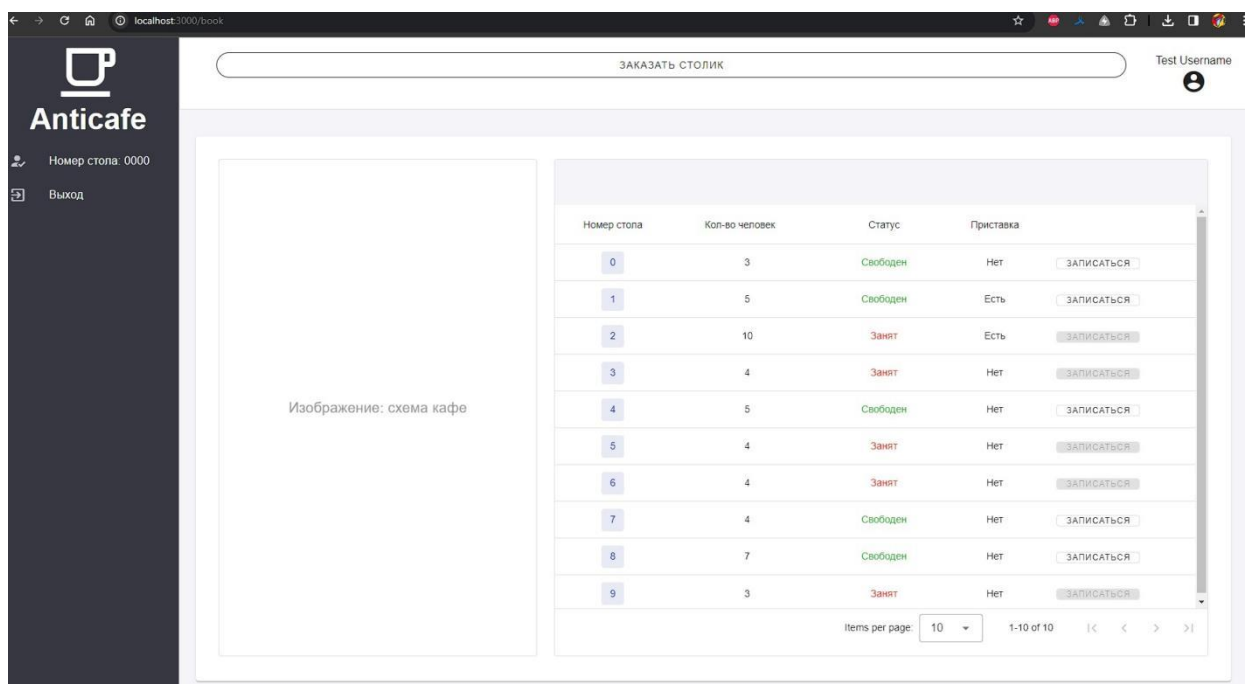 localhost:3000/book
ЗАКАЗАТЬ СТОЛИК
Test Username
Anticafe
Номер стола: 0000
Выход
Изображение: схема кафе
Номер стола Кол-во человек Статус Приставка
0 3 Свободен Нет ЗАПИСАТЬСЯ
1 5 Свободен Есть ЗАПИСАТЬСЯ
2 10 Занят Есть ЗАПИСАТЬСЯ
3 4 Занят Нет ЗАПИСАТЬСЯ
4 5 Свободен Нет ЗАПИСАТЬСЯ
5 4 Занят Нет ЗАПИСАТЬСЯ
6 4 Занят Нет ЗАПИСАТЬСЯ
7 4 Свободен Нет ЗАПИСАТЬСЯ
8 7 Свободен Нет ЗАПИСАТЬСЯ
9 3 Занят Нет ЗАПИСАТЬСЯ
Items per page: 10 1-10 of 10